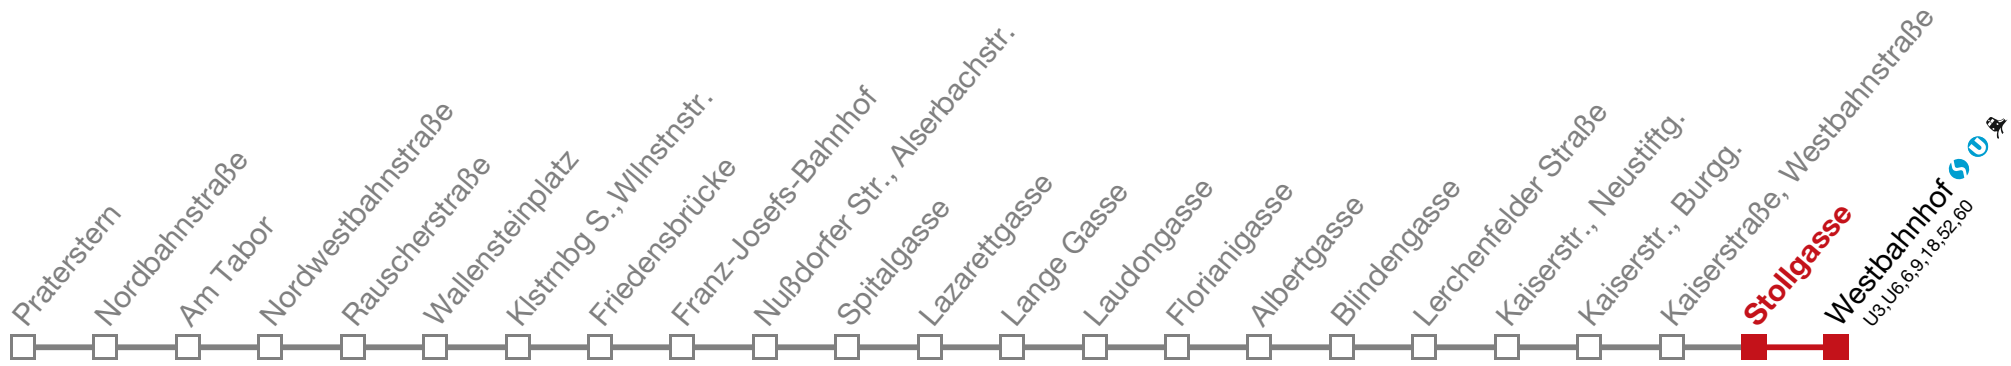 Praterstern
Nordbahnstraße
Am Tabor
Nordwestbahnstraße
Rauscherstraße
Wallensteinplatz
Klstrnbg S.,Wllnstnstr.
Friedensbrücke
Franz-Josefs-Bahnhof
Nußdorfer Str., Alserbachstr.
Spitalgasse
Lazarettgasse
Lange Gasse
Laudongasse
Florianigasse
Albertgasse
Blindengasse
Lerchenfelder Straße
Kaiserstr., Neustiftg.
Kaiserstr., Burgg.
Kaiserstraße, Westbahnstraße
Stollgasse
Westbahnhof S U
U3,U6,6,9,18,52,60